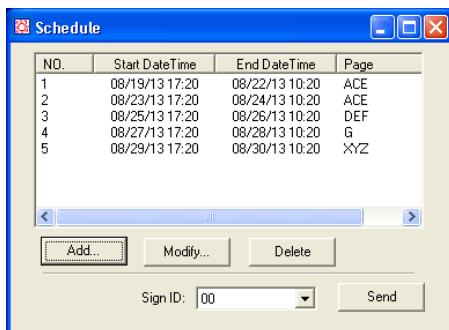 Schedule
NO. Start DateTime End DateTime Page
1 08/19/13 17:20 08/22/13 10:20 ACE
2 08/23/13 17:20 08/24/13 10:20 ACE
3 08/25/13 17:20 08/26/13 10:20 DEF
4 08/27/13 17:20 08/28/13 10:20 G
5 08/29/13 17:20 08/30/13 10:20 XYZ
Add... Modify... Delete
Sign ID: 00 Send